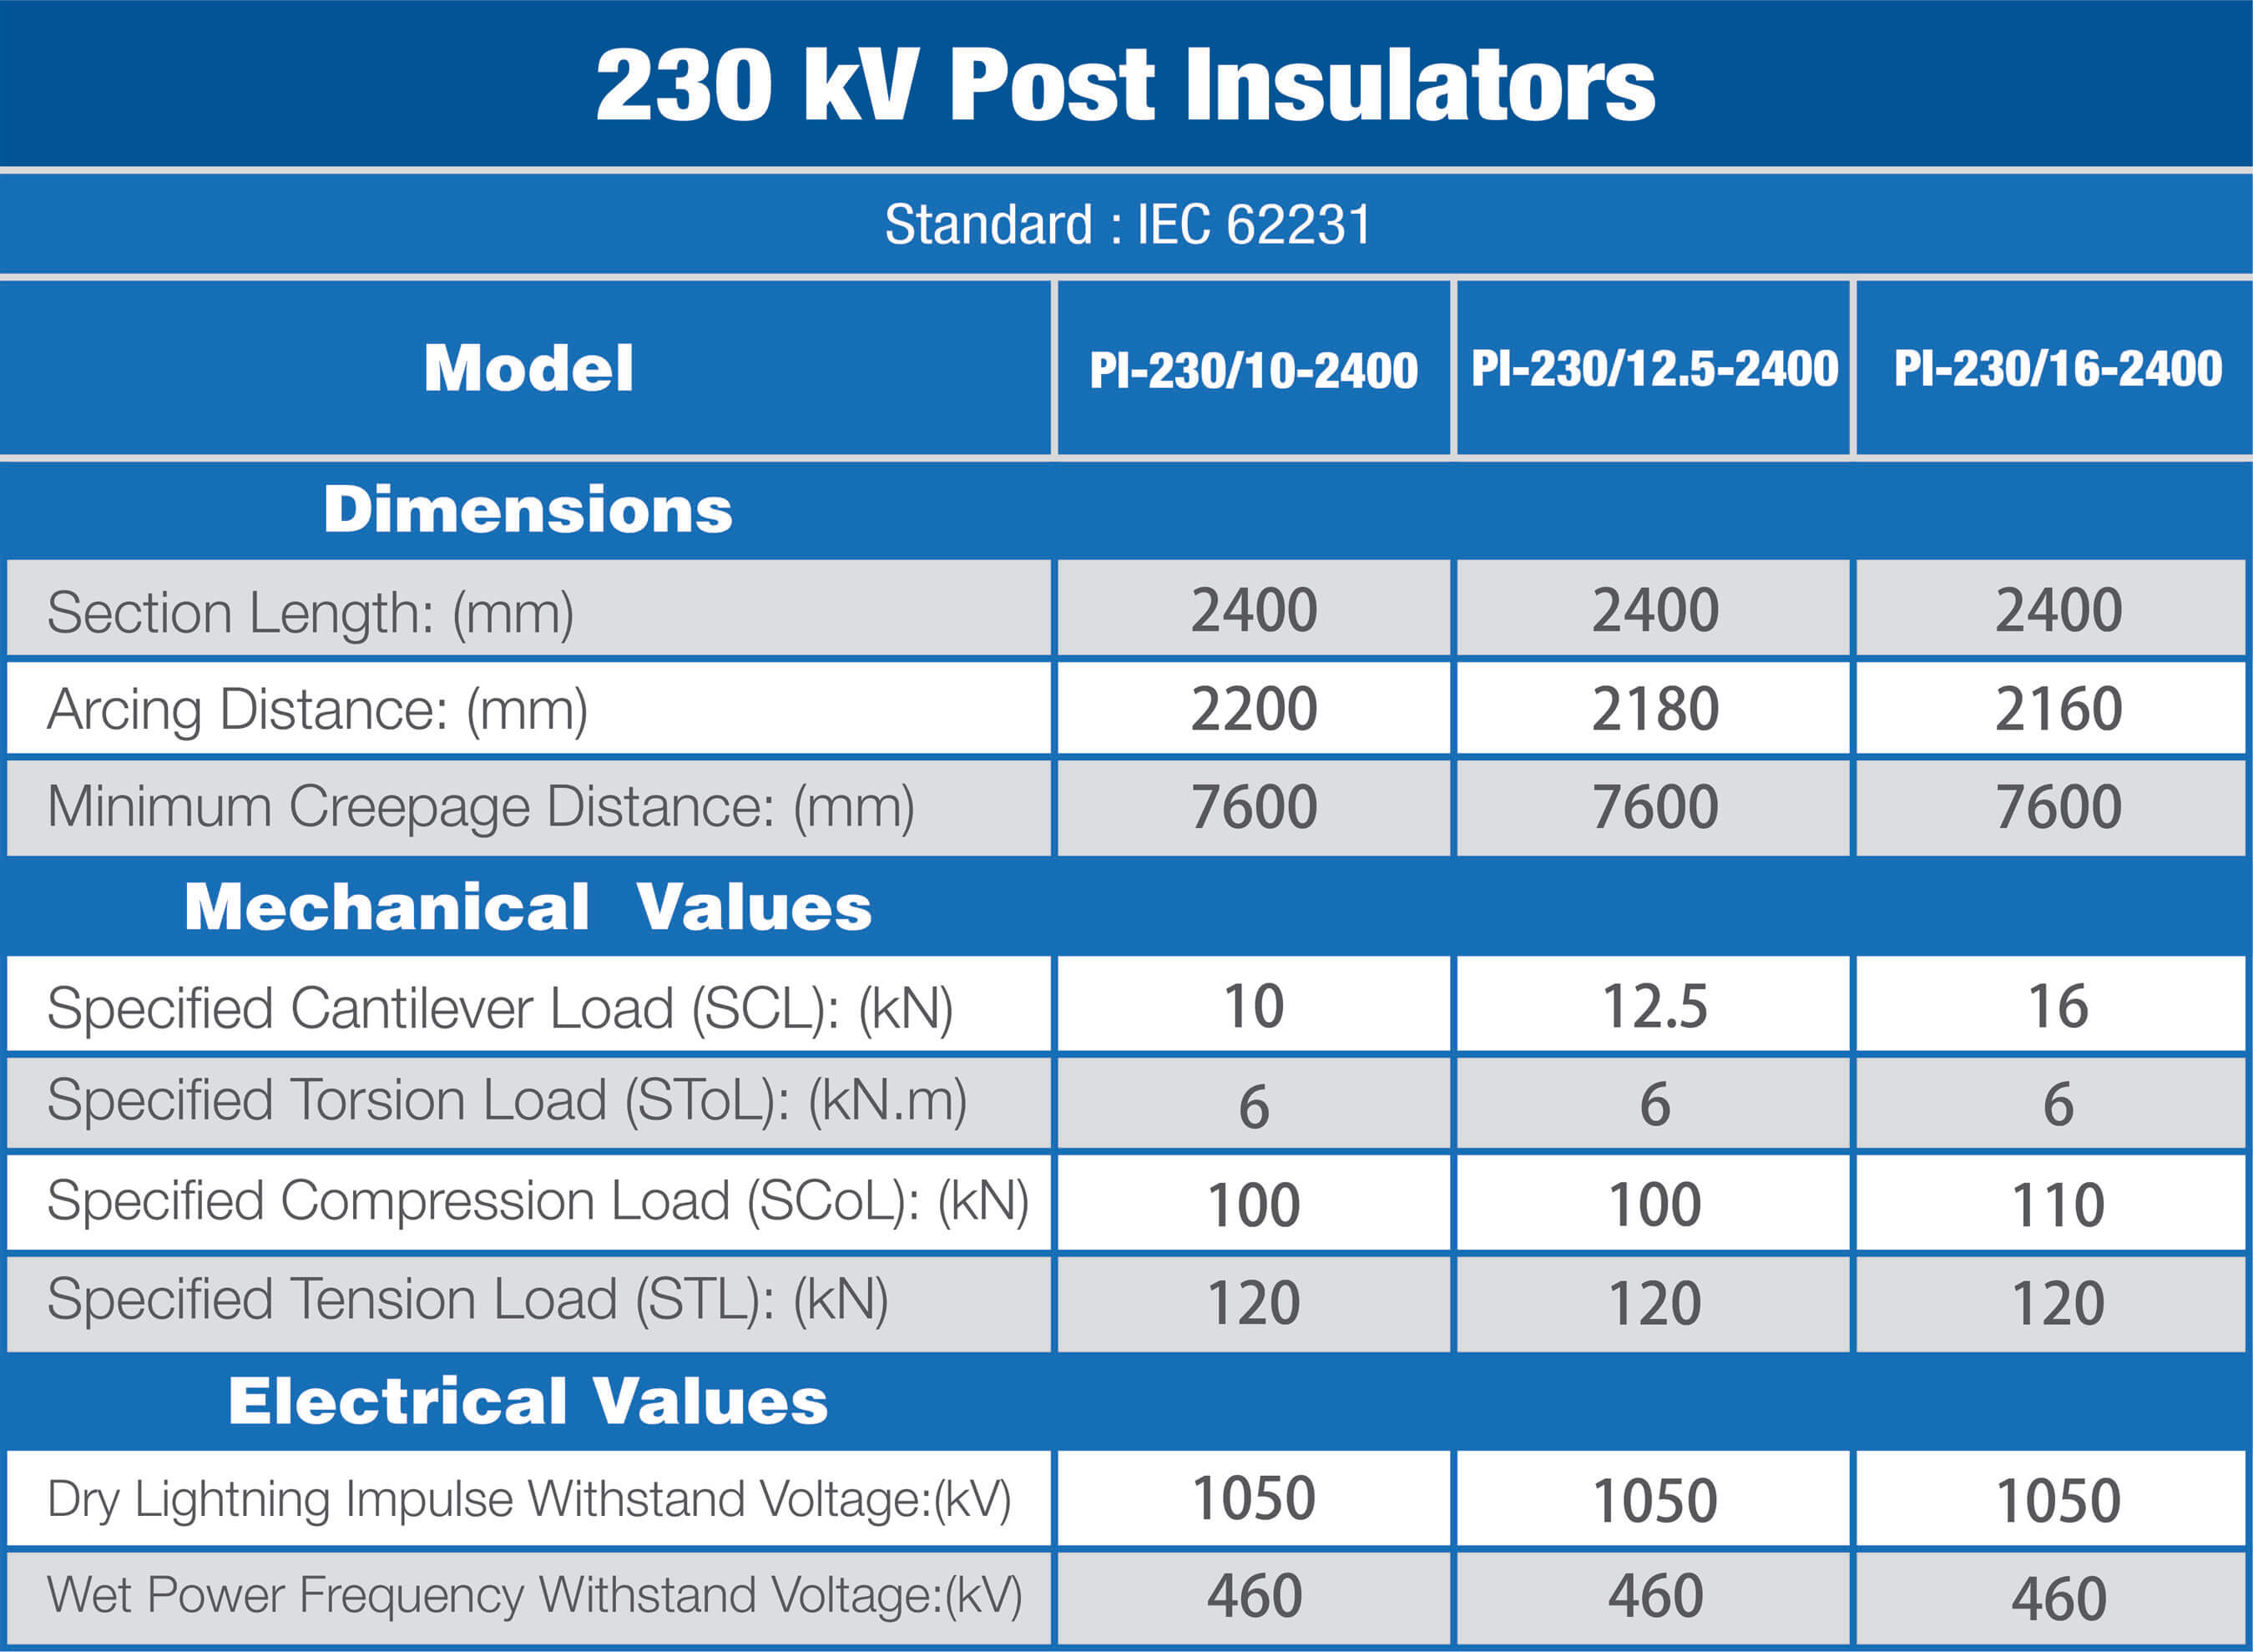 230 kV Post Insulators
Standard : IEC 62231
Model PI-230/10-2400 PI-230/12.5-2400 PI-230/16-2400
Dimensions
Section Length: (mm) 2400 2400 2400
Arcing Distance: (mm) 2200 2180 2160
Minimum Creepage Distance: (mm) 7600 7600 7600
Mechanical Values
Specified Cantilever Load (SCL): (kN) 10 12.5 16
Specified Torsion Load (SToL): (kN.m) 6 6 6
Specified Compression Load (SCoL): (kN) 100 100 110
Specified Tension Load (STL): (kN) 120 120 120
Electrical Values
Dry Lightning Impulse Withstand Voltage:(kV) 1050 1050 1050
Wet Power Frequency Withstand Voltage:(kV) 460 460 460